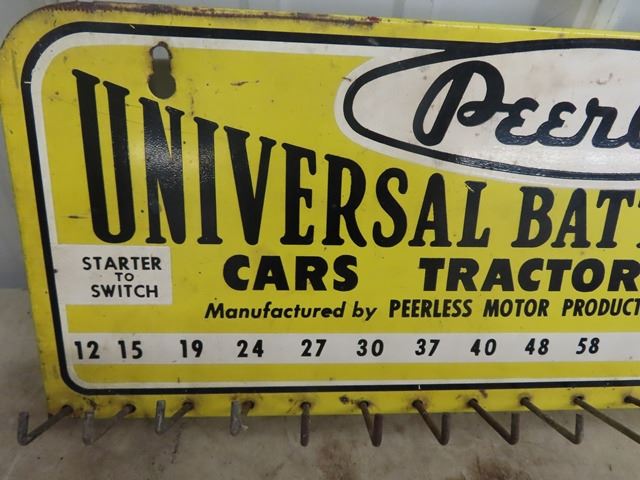 Peerl
UNIVERSAL BATT
STARTER
TO
SWITCH
CARS TRACTOR
Manufactured by PEERLESS MOTOR PRODUCT
12 15 19 24 27 30 37 40 48 58